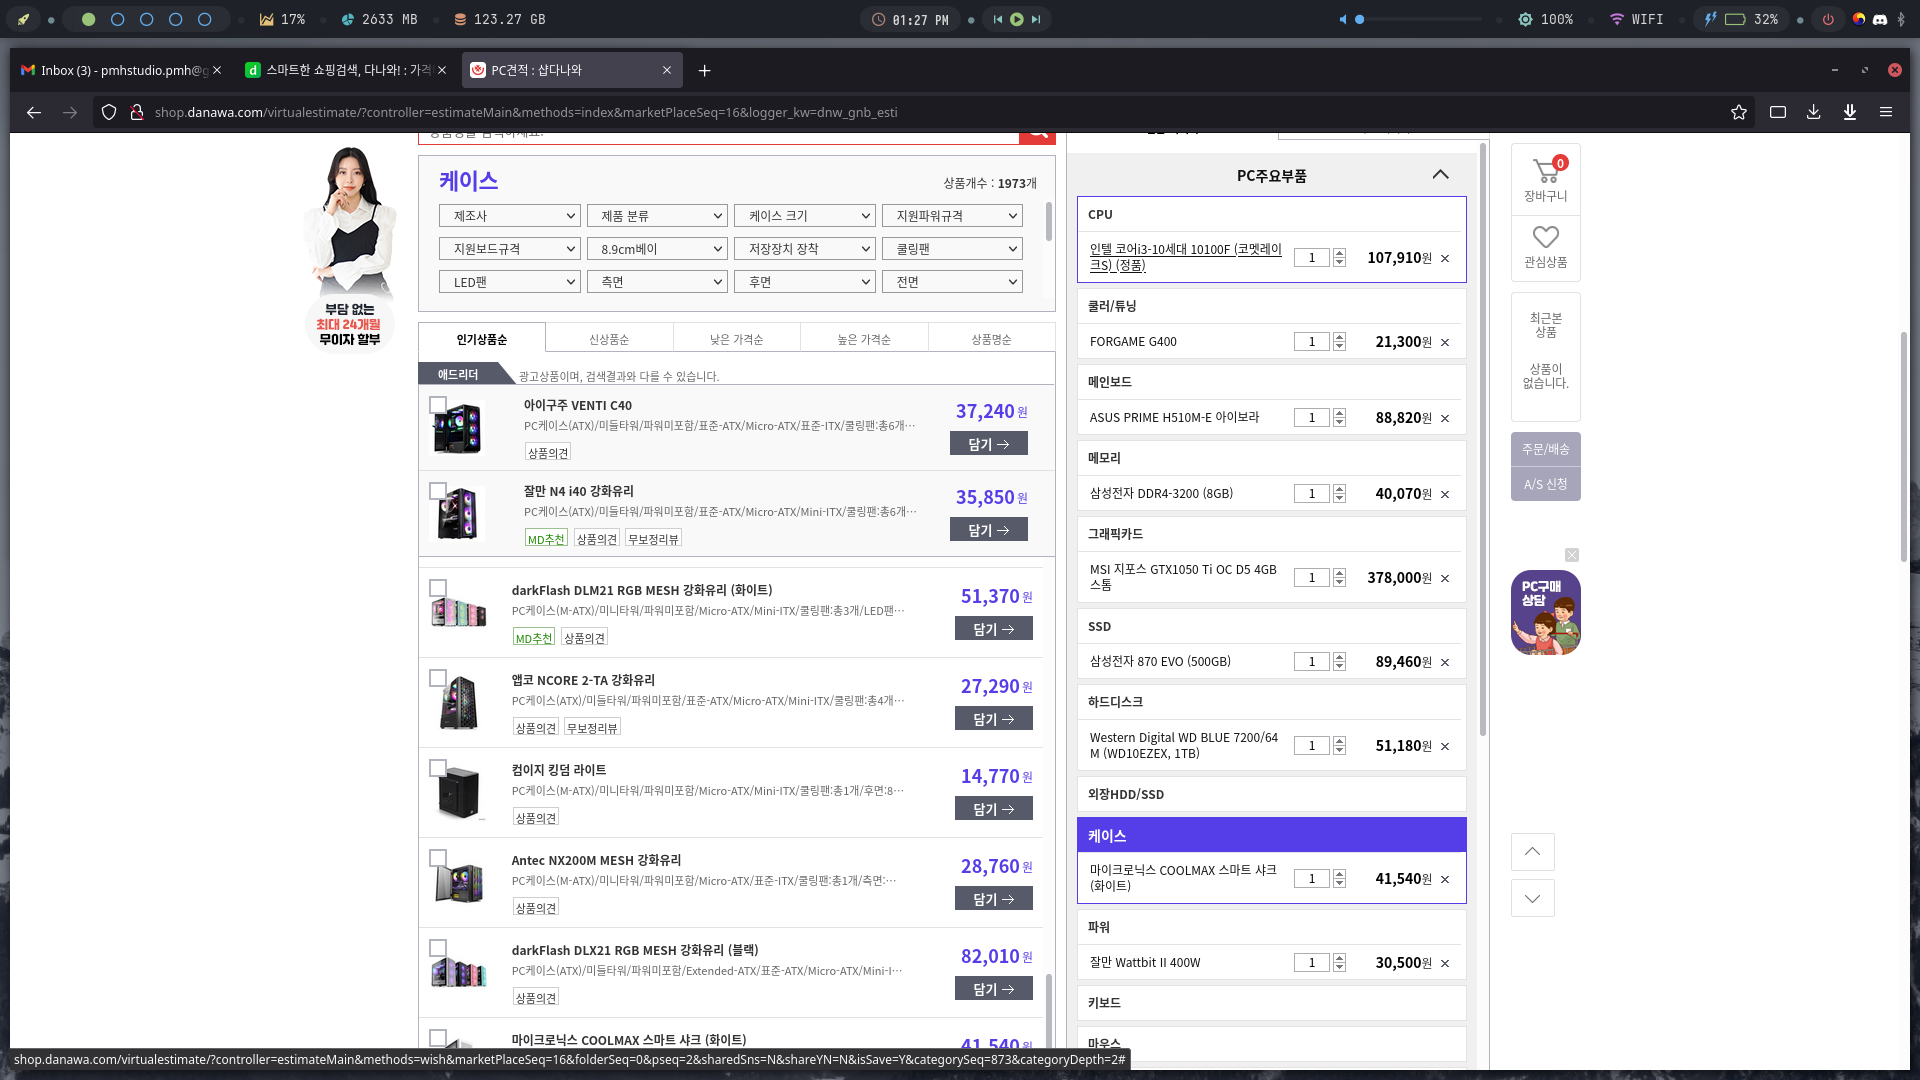 17%
2633 MB
123.27 GB
01:27 PM
100%
WIFI
32%
Inbox (3) - pmhstudio.pmh@g
스마트한 쇼핑검색, 다나와! : 가격
PC견적 : 샵다나와
shop.danawa.com/virtualestimate/?controller=estimateMain&methods=index&marketPlaceSeq=16&logger_kw=dnw_gnb_esti
부담 없는
최대 24개월
무이자 할부
케이스
상품개수 : 1973개
제조사
제품 분류
케이스 크기
지원파워규격
지원보드규격
8.9cm베이
저장장치 장착
쿨링팬
LED팬
측면
후면
전면
인기상품순
신상품순
낮은 가격순
높은 가격순
상품명순
애드리더
광고상품이며, 검색결과와 다를 수 있습니다.
아이구주 VENTI C40
PC케이스(ATX)/미들타워/파워미포함/표준-ATX/Micro-ATX/표준-ITX/쿨링팬:총6개···
상품의견
37,240원
담기
잘만 N4 i40 강화유리
PC케이스(ATX)/미들타워/파워미포함/표준-ATX/Micro-ATX/Mini-ITX/쿨링팬:총6개···
MD추천
상품의견
무보정리뷰
35,850원
담기
darkFlash DLM21 RGB MESH 강화유리 (화이트)
PC케이스(M-ATX)/미니타워/파워미포함/Micro-ATX/Mini-ITX/쿨링팬:총3개/LED팬···
MD추천
상품의견
51,370원
담기
앱코 NCORE 2-TA 강화유리
PC케이스(ATX)/미들타워/파워미포함/표준-ATX/Micro-ATX/Mini-ITX/쿨링팬:총4개···
상품의견
무보정리뷰
27,290원
담기
컴이지 킹덤 라이트
PC케이스(M-ATX)/미니타워/파워미포함/Micro-ATX/Mini-ITX/쿨링팬:총1개/후면:8···
상품의견
14,770원
담기
Antec NX200M MESH 강화유리
PC케이스(M-ATX)/미니타워/파워미포함/Micro-ATX/표준-ITX/쿨링팬:총1개/측면:···
상품의견
28,760원
담기
darkFlash DLX21 RGB MESH 강화유리 (블랙)
PC케이스(ATX)/미들타워/파워미포함/Extended-ATX/표준-ATX/Micro-ATX/Mini-I···
상품의견
82,010원
담기
마이크로닉스 COOLMAX 스마트 샤크 (화이트)
41,540원
PC주요부품
CPU
인텔 코어i3-10세대 10100F (코멧레이
크S) (정품)
1
107,910원
쿨러/튜닝
FORGAME G400
1
21,300원
메인보드
ASUS PRIME H510M-E 아이보라
1
88,820원
메모리
삼성전자 DDR4-3200 (8GB)
1
40,070원
그래픽카드
MSI 지포스 GTX1050 Ti OC D5 4GB
스톰
1
378,000원
SSD
삼성전자 870 EVO (500GB)
1
89,460원
하드디스크
Western Digital WD BLUE 7200/64
M (WD10EZEX, 1TB)
1
51,180원
외장HDD/SSD
케이스
마이크로닉스 COOLMAX 스마트 샤크
(화이트)
1
41,540원
파워
잘만 Wattbit II 400W
1
30,500원
키보드
마우스
0
장바구니
관심상품
최근본
상품
상품이
없습니다.
주문/배송
A/S 신청
PC구매
상담
shop.danawa.com/virtualestimate/?controller=estimateMain&methods=wish&marketPlaceSeq=16&folderSeq=0&pseq=2&sharedSns=N&shareYN=N&isSave=Y&categorySeq=873&categoryDepth=2#